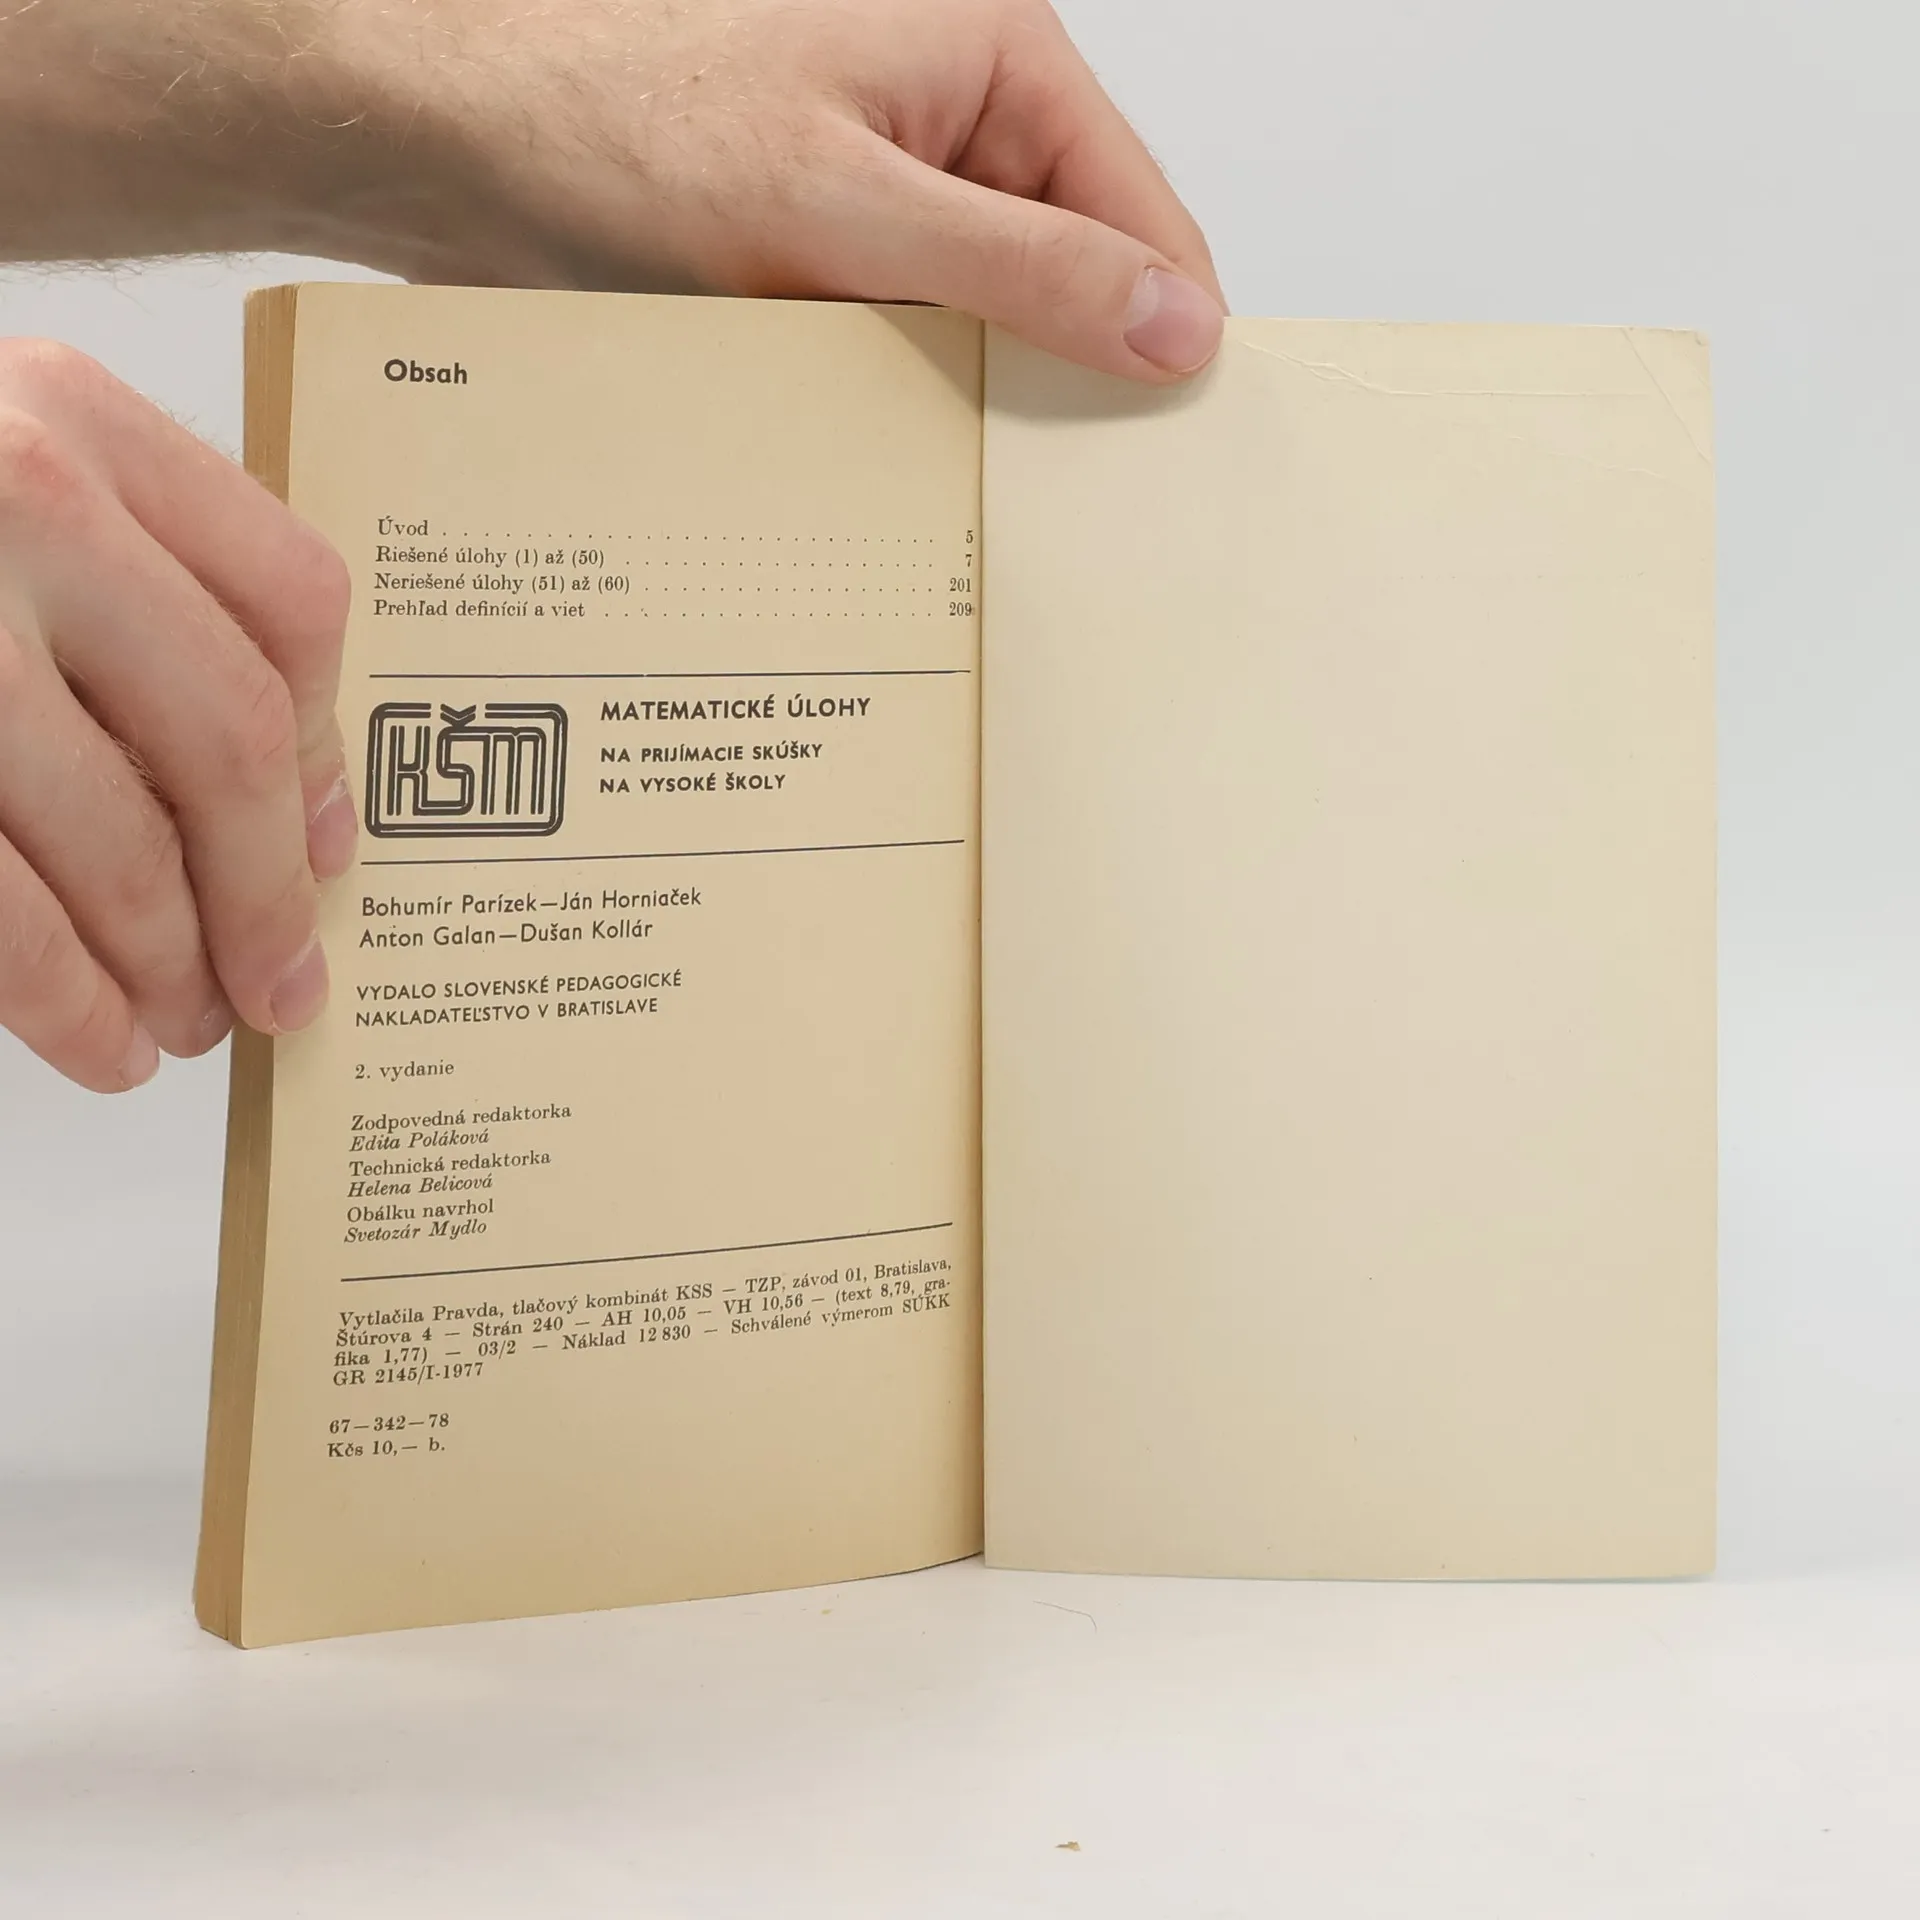 Obsah
Úvod . . . . . . . . . . . . . . . . . . . . . . . . . . . 5
Riešené úlohy (1) až (50) . . . . . . . . . . . . . . . . . 7
Neriešené úlohy (51) až (60) . . . . . . . . . . . . . . . . 201
Prehľad definícií a viet . . . . . . . . . . . . . . . . . . 209
KŠM
MATEMATICKÉ ÚLOHY
NA PRIJÍMACIE SKÚŠKY
NA VYSOKÉ ŠKOLY
Bohumír Parízek—Ján Horniaček
Anton Galan—Dušan Kollár
VYDALO SLOVENSKÉ PEDAGOGICKÉ
NAKLADATEĽSTVO V BRATISLAVE
2. vydanie
Zodpovedná redaktorka
Edita Poláková
Technická redaktorka
Helena Belicová
Obálku navrhol
Svetozár Mydlo
Vytlačila Pravda, tlačový kombinát KSS — TZP, závod 01, Bratislava,
Štúrova 4 — Strán 240 — AH 10,05 — VH 10,56 — (text 8,79, gra-
fika 1,77) — 03/2 — Náklad 12 830 — Schválené výmerom SÚKK
GR 2145/I-1977
67—342—78
Kčs 10,— b.